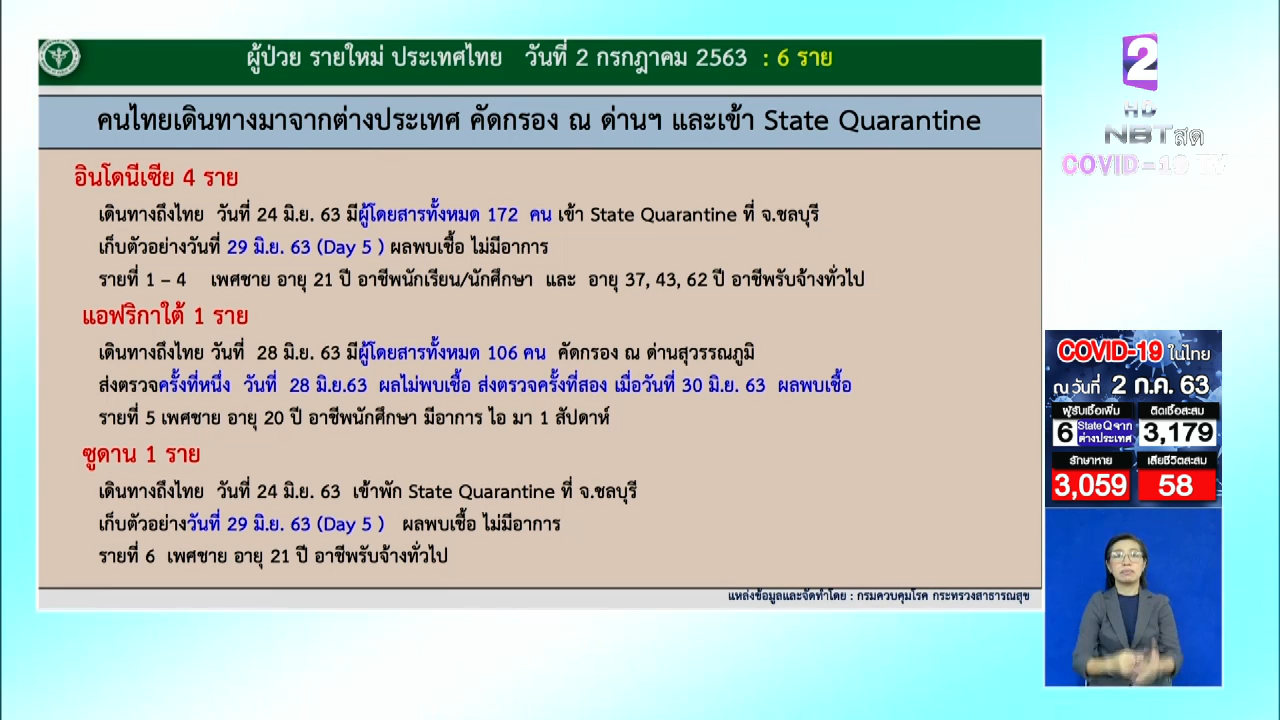 ผู้ป่วย รายใหม่ ประเทศไทย วันที่ 2 กรกฎาคม 2563 : 6 ราย
คนไทยเดินทางมาจากต่างประเทศ คัดกรอง ณ ด่านฯ และเข้า State Quarantine
อินโดนีเซีย 4 ราย
เดินทางถึงไทย วันที่ 24 มิ.ย. 63 มีผู้โดยสารทั้งหมด 172 คน เข้า State Quarantine ที่ จ.ชลบุรี
เก็บตัวอย่างวันที่ 29 มิ.ย. 63 (Day 5 ) ผลพบเชื้อ ไม่มีอาการ
รายที่ 1 – 4 เพศชาย อายุ 21 ปี อาชีพนักเรียน/นักศึกษา และ อายุ 37, 43, 62 ปี อาชีพรับจ้างทั่วไป
แอฟริกาใต้ 1 ราย
เดินทางถึงไทย วันที่ 28 มิ.ย. 63 มีผู้โดยสารทั้งหมด 106 คน คัดกรอง ณ ด่านสุวรรณภูมิ
ส่งตรวจครั้งที่หนึ่ง วันที่ 28 มิ.ย.63 ผลไม่พบเชื้อ ส่งตรวจครั้งที่สอง เมื่อวันที่ 30 มิ.ย. 63 ผลพบเชื้อ
รายที่ 5 เพศชาย อายุ 20 ปี อาชีพนักศึกษา มีอาการ ไอ มา 1 สัปดาห์
ซูดาน 1 ราย
เดินทางถึงไทย วันที่ 24 มิ.ย. 63 เข้าพัก State Quarantine ที่ จ.ชลบุรี
เก็บตัวอย่างวันที่ 29 มิ.ย. 63 (Day 5 ) ผลพบเชื้อ ไม่มีอาการ
รายที่ 6 เพศชาย อายุ 21 ปี อาชีพรับจ้างทั่วไป
แหล่งข้อมูลและจัดทำโดย : กรมควบคุมโรค กระทรวงสาธารณสุข
2
HD
NBT สด
COVID-19
COVID-19 ในไทย
ณ วันที่ 2 ก.ค. 63
ผู้รับเชื้อเพิ่ม ติดเชื้อสะสม
6 State Q จากต่างประเทศ 3,179
รักษาหาย เสียชีวิตสะสม
3,059 58